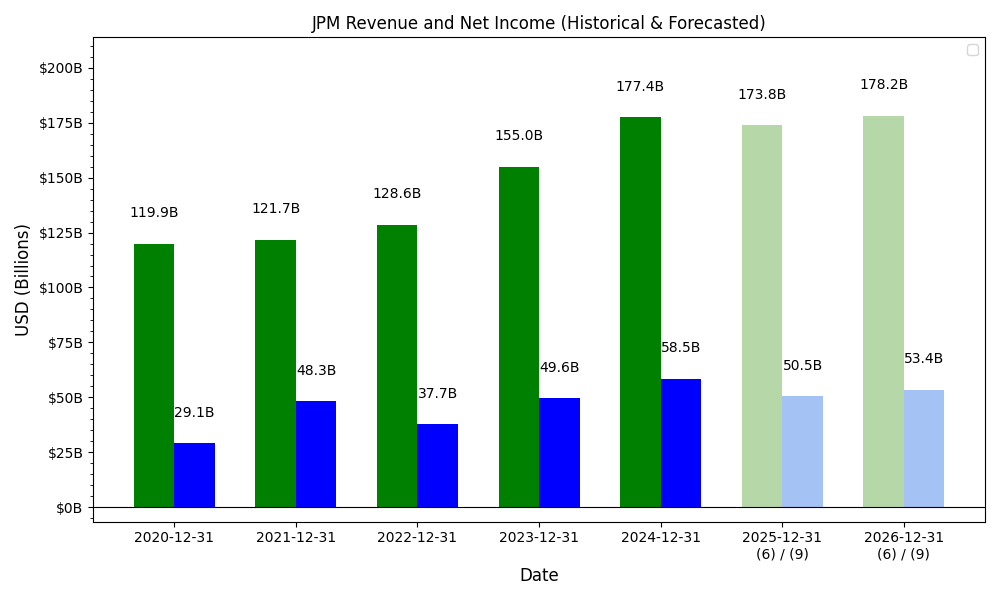 JPM Revenue and Net Income (Historical & Forecasted)
USD (Billions)
$200B
$175B
$150B
$125B
$100B
$75B
$50B
$25B
$0B
119.9B
29.1B
121.7B
48.3B
128.6B
37.7B
155.0B
49.6B
177.4B
58.5B
173.8B
50.5B
178.2B
53.4B
2020-12-31
2021-12-31
2022-12-31
2023-12-31
2024-12-31
2025-12-31
(6) / (9)
2026-12-31
(6) / (9)
Date